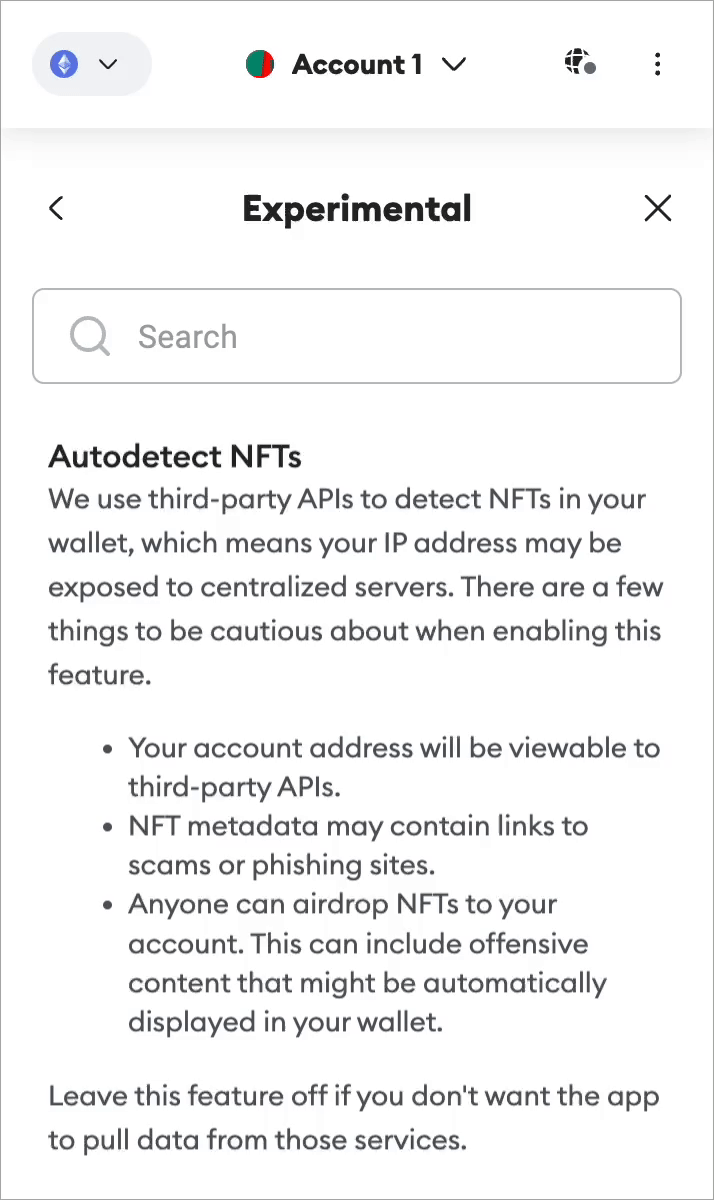 Account 1
Experimental
Search
Autodetect NFTs
We use third-party APIs to detect NFTs in your
wallet, which means your IP address may be
exposed to centralized servers. There are a few
things to be cautious about when enabling this
feature.
• Your account address will be viewable to
third-party APIs.
• NFT metadata may contain links to
scams or phishing sites.
• Anyone can airdrop NFTs to your
account. This can include offensive
content that might be automatically
displayed in your wallet.
Leave this feature off if you don't want the app
to pull data from those services.